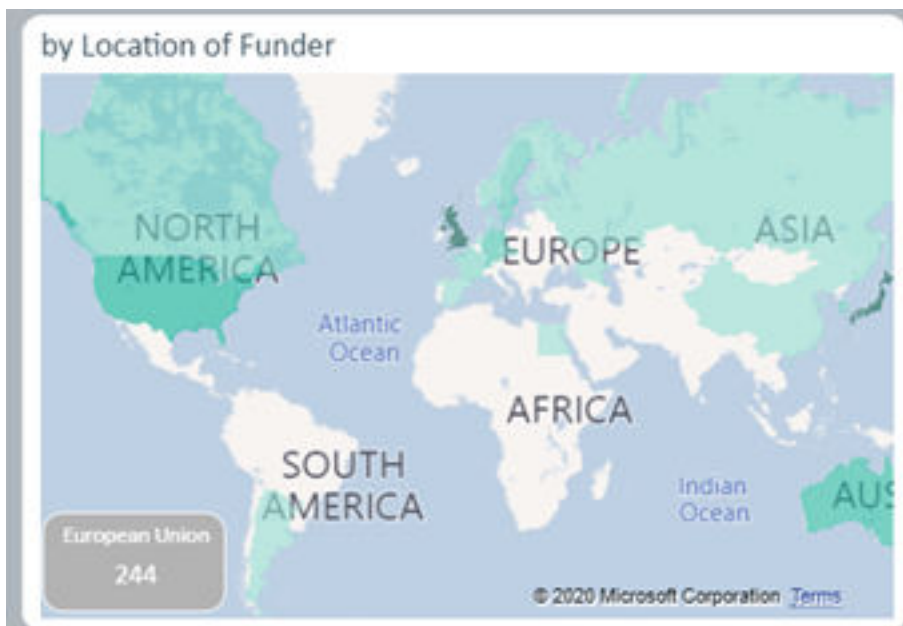 by Location of Funder
NORTH
AMERICA
EUROPE
ASIA
Atlantic
Ocean
AFRICA
SOUTH
AMERICA
Indian
Ocean
AUS
European Union
244
© 2020 Microsoft Corporation Terms